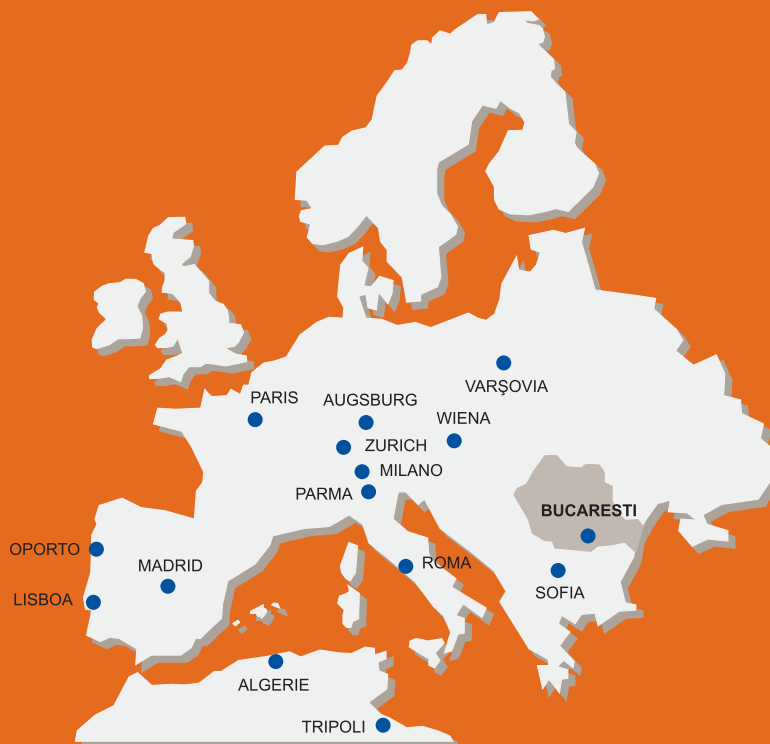 VARŞOVIA
PARIS
AUGSBURG
WIENA
ZURICH
MILANO
PARMA
BUCARESTI
OPORTO
MADRID
ROMA
LISBOA
SOFIA
ALGERIE
TRIPOLI